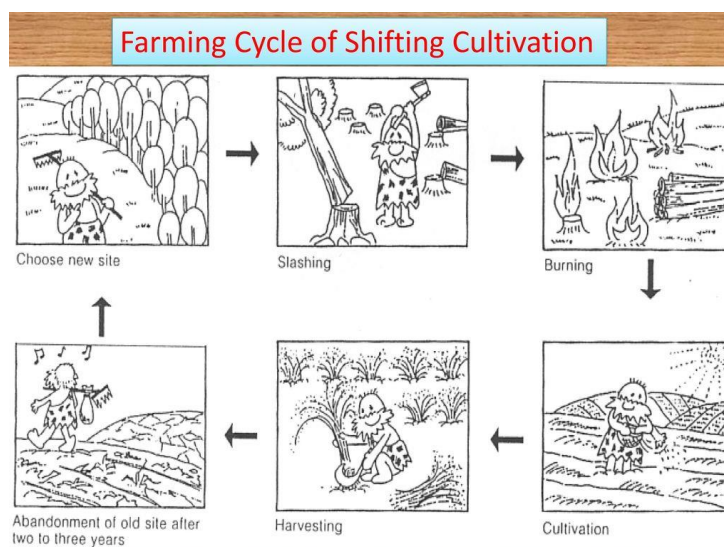 Farming Cycle of Shifting Cultivation
Choose new site
Slashing
Burning
Cultivation
Harvesting
Abandonment of old site after
two to three years